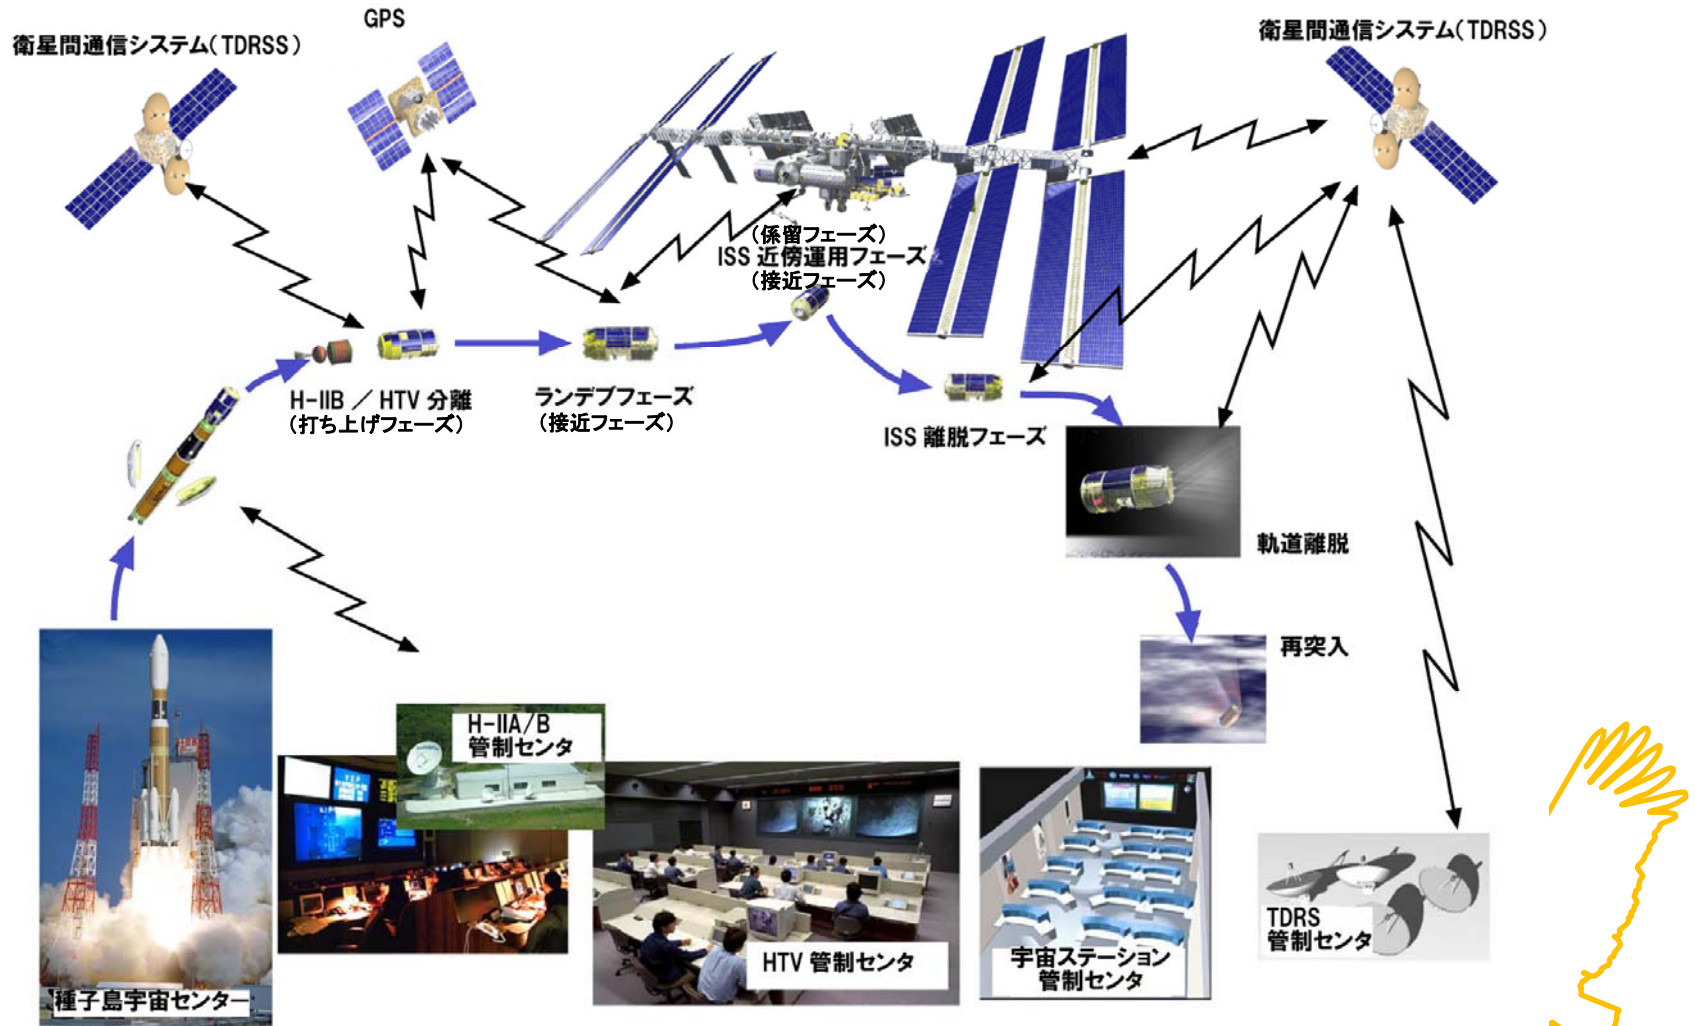 GPS
衛星間通信システム(TDRSS)
衛星間通信システム(TDRSS)
(係留フェーズ)
ISS 近傍運用フェーズ
(接近フェーズ)
H-IIB / HTV 分離
(打ち上げフェーズ)
ランデブフェーズ
(接近フェーズ)
ISS 離脱フェーズ
軌道離脱
再突入
H-IIA/B
管制センタ
種子島宇宙センター
HTV 管制センタ
宇宙ステーション
管制センタ
TDRS
管制センタ